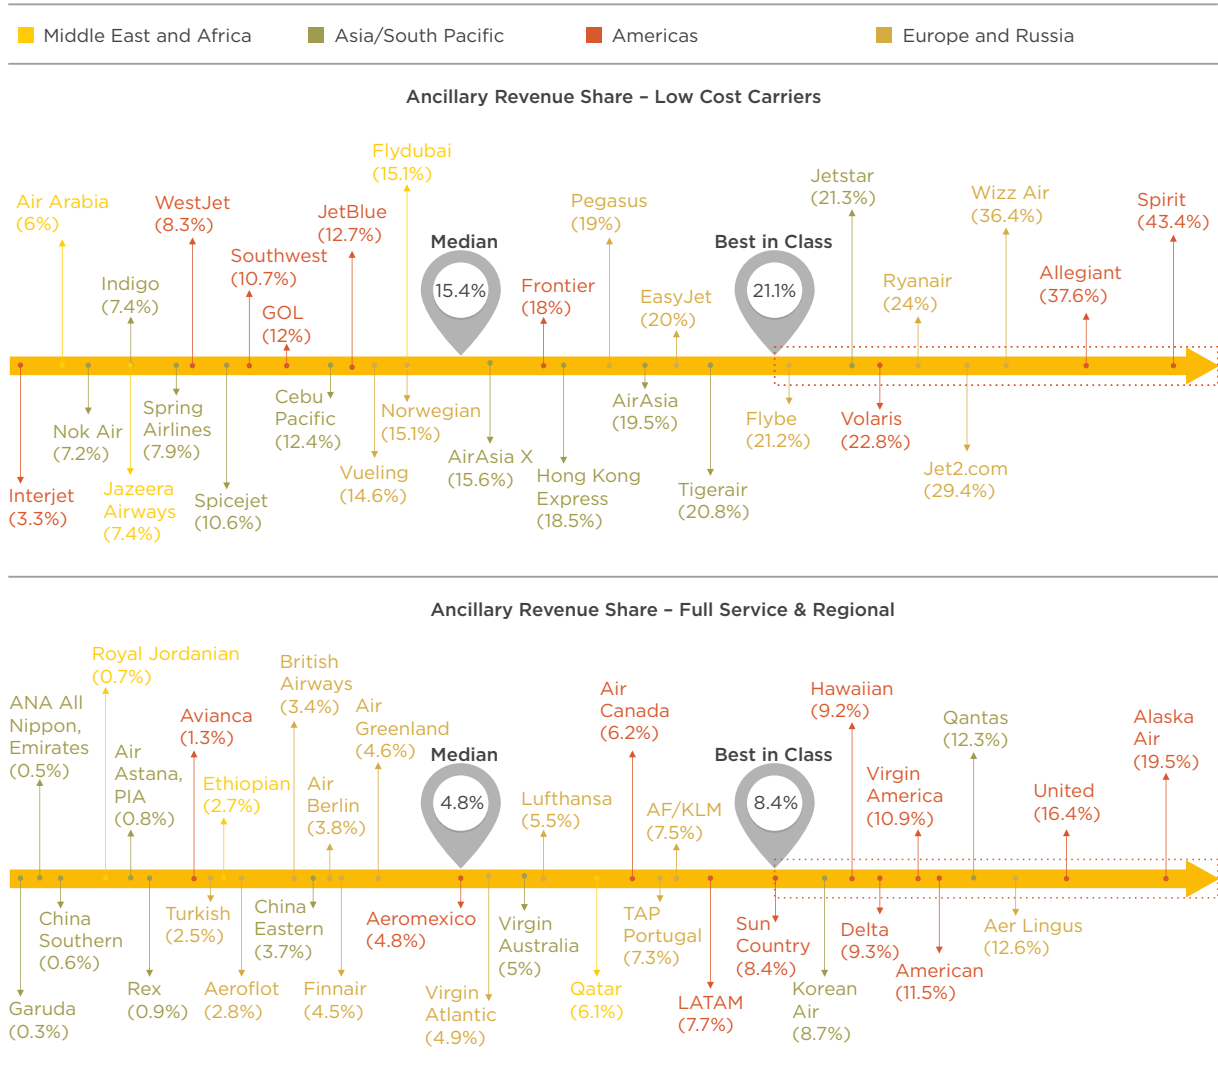 Middle East and Africa
Asia/South Pacific
Americas
Europe and Russia
Ancillary Revenue Share – Low Cost Carriers
Air Arabia
(6%)
Indigo
(7.4%)
WestJet
(8.3%)
Southwest
(10.7%)
GOL
(12%)
JetBlue
(12.7%)
Flydubai
(15.1%)
Median
15.4%
Frontier
(18%)
Pegasus
(19%)
EasyJet
(20%)
Best in Class
21.1%
Jetstar
(21.3%)
Ryanair
(24%)
Wizz Air
(36.4%)
Allegiant
(37.6%)
Spirit
(43.4%)
Interjet
(3.3%)
Nok Air
(7.2%)
Jazeera
Airways
(7.4%)
Spring
Airlines
(7.9%)
Spicejet
(10.6%)
Cebu
Pacific
(12.4%)
Vueling
(14.6%)
Norwegian
(15.1%)
AirAsia X
(15.6%)
Hong Kong
Express
(18.5%)
AirAsia
(19.5%)
Tigerair
(20.8%)
Flybe
(21.2%)
Volaris
(22.8%)
Jet2.com
(29.4%)
Ancillary Revenue Share – Full Service & Regional
ANA All
Nippon,
Emirates
(0.5%)
Royal Jordanian
(0.7%)
Air
Astana,
PIA
(0.8%)
Avianca
(1.3%)
Ethiopian
(2.7%)
British
Airways
(3.4%)
Air
Berlin
(3.8%)
Air
Greenland
(4.6%)
Median
4.8%
Lufthansa
(5.5%)
Air
Canada
(6.2%)
AF/KLM
(7.5%)
Best in Class
8.4%
Hawaiian
(9.2%)
Virgin
America
(10.9%)
Qantas
(12.3%)
United
(16.4%)
Alaska
Air
(19.5%)
Garuda
(0.3%)
China
Southern
(0.6%)
Rex
(0.9%)
Turkish
(2.5%)
Aeroflot
(2.8%)
China
Eastern
(3.7%)
Finnair
(4.5%)
Aeromexico
(4.8%)
Virgin
Atlantic
(4.9%)
Virgin
Australia
(5%)
Qatar
(6.1%)
TAP
Portugal
(7.3%)
LATAM
(7.7%)
Sun
Country
(8.4%)
Korean
Air
(8.7%)
Delta
(9.3%)
American
(11.5%)
Aer Lingus
(12.6%)